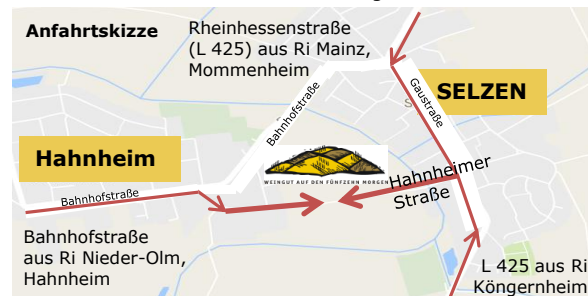 Anfahrtskizze
Rheinhessenstraße
(L 425) aus Ri Mainz,
Mommenheim
SELZEN
Gaustraße
Bahnhofstraße
Hahnheim
WEINGUT AUF DEN FÜNFZEHN MORGEN
Hahnheimer
Straße
Bahnhofstraße
Bahnhofstraße
aus Ri Nieder-Olm,
Hahnheim
L 425 aus Ri
Köngernheim